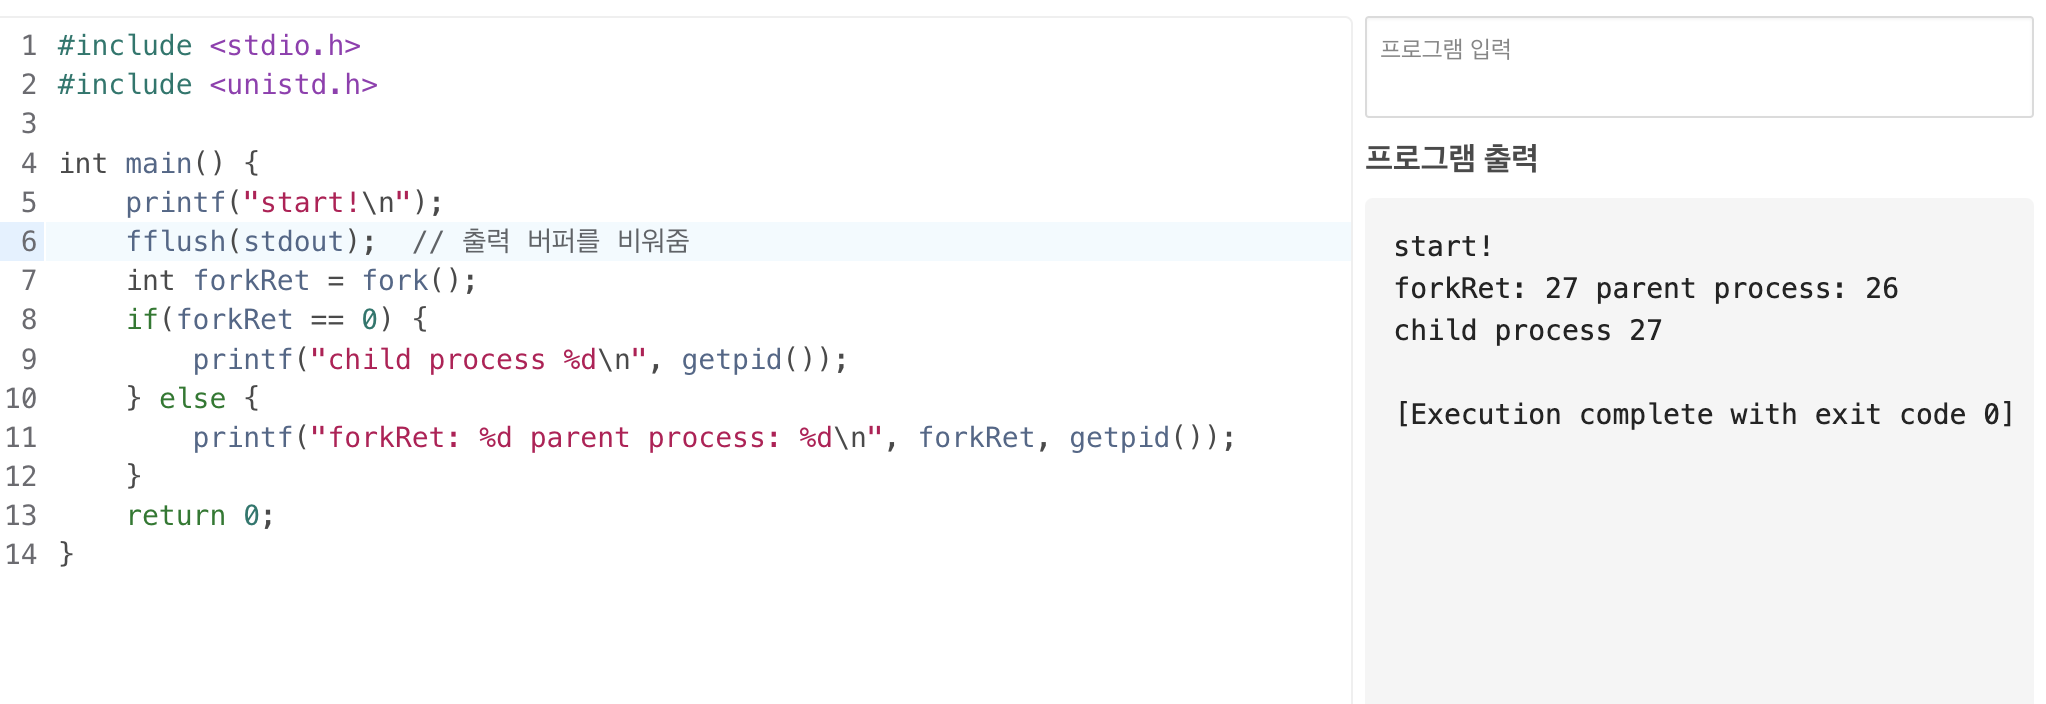 1 #include <stdio.h>
2 #include <unistd.h>
3
4 int main() {
5     printf("start!\n");
6     fflush(stdout);  // 출력 버퍼를 비워줌
7     int forkRet = fork();
8     if(forkRet == 0) {
9         printf("child process %d\n", getpid());
10     } else {
11         printf("forkRet: %d parent process: %d\n", forkRet, getpid());
12     }
13     return 0;
14 }
프로그램 입력
프로그램 출력
start!
forkRet: 27 parent process: 26
child process 27
[Execution complete with exit code 0]